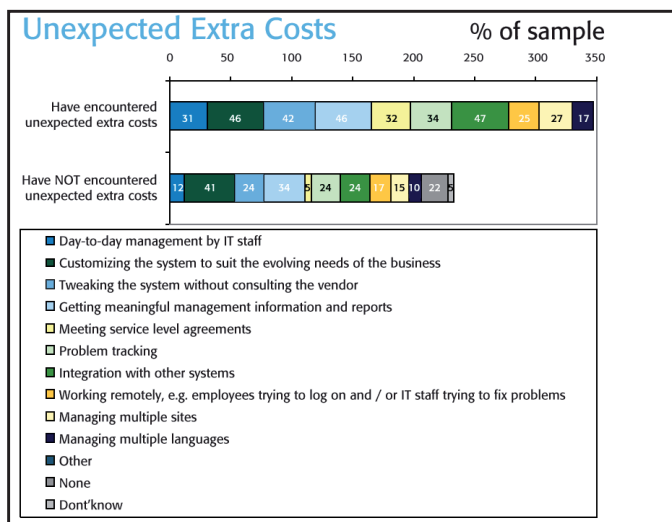 Unexpected Extra Costs % of sample
0 50 100 150 200 250 300 350
Have encountered
unexpected extra costs
31 46 42 46 32 34 47 25 27 17
Have NOT encountered
unexpected extra costs
12 41 24 34 5 24 24 17 15 10 22 5
Day-to-day management by IT staff
Customizing the system to suit the evolving needs of the business
Tweaking the system without consulting the vendor
Getting meaningful management information and reports
Meeting service level agreements
Problem tracking
Integration with other systems
Working remotely, e.g. employees trying to log on and / or IT staff trying to fix problems
Managing multiple sites
Managing multiple languages
Other
None
Dont'know